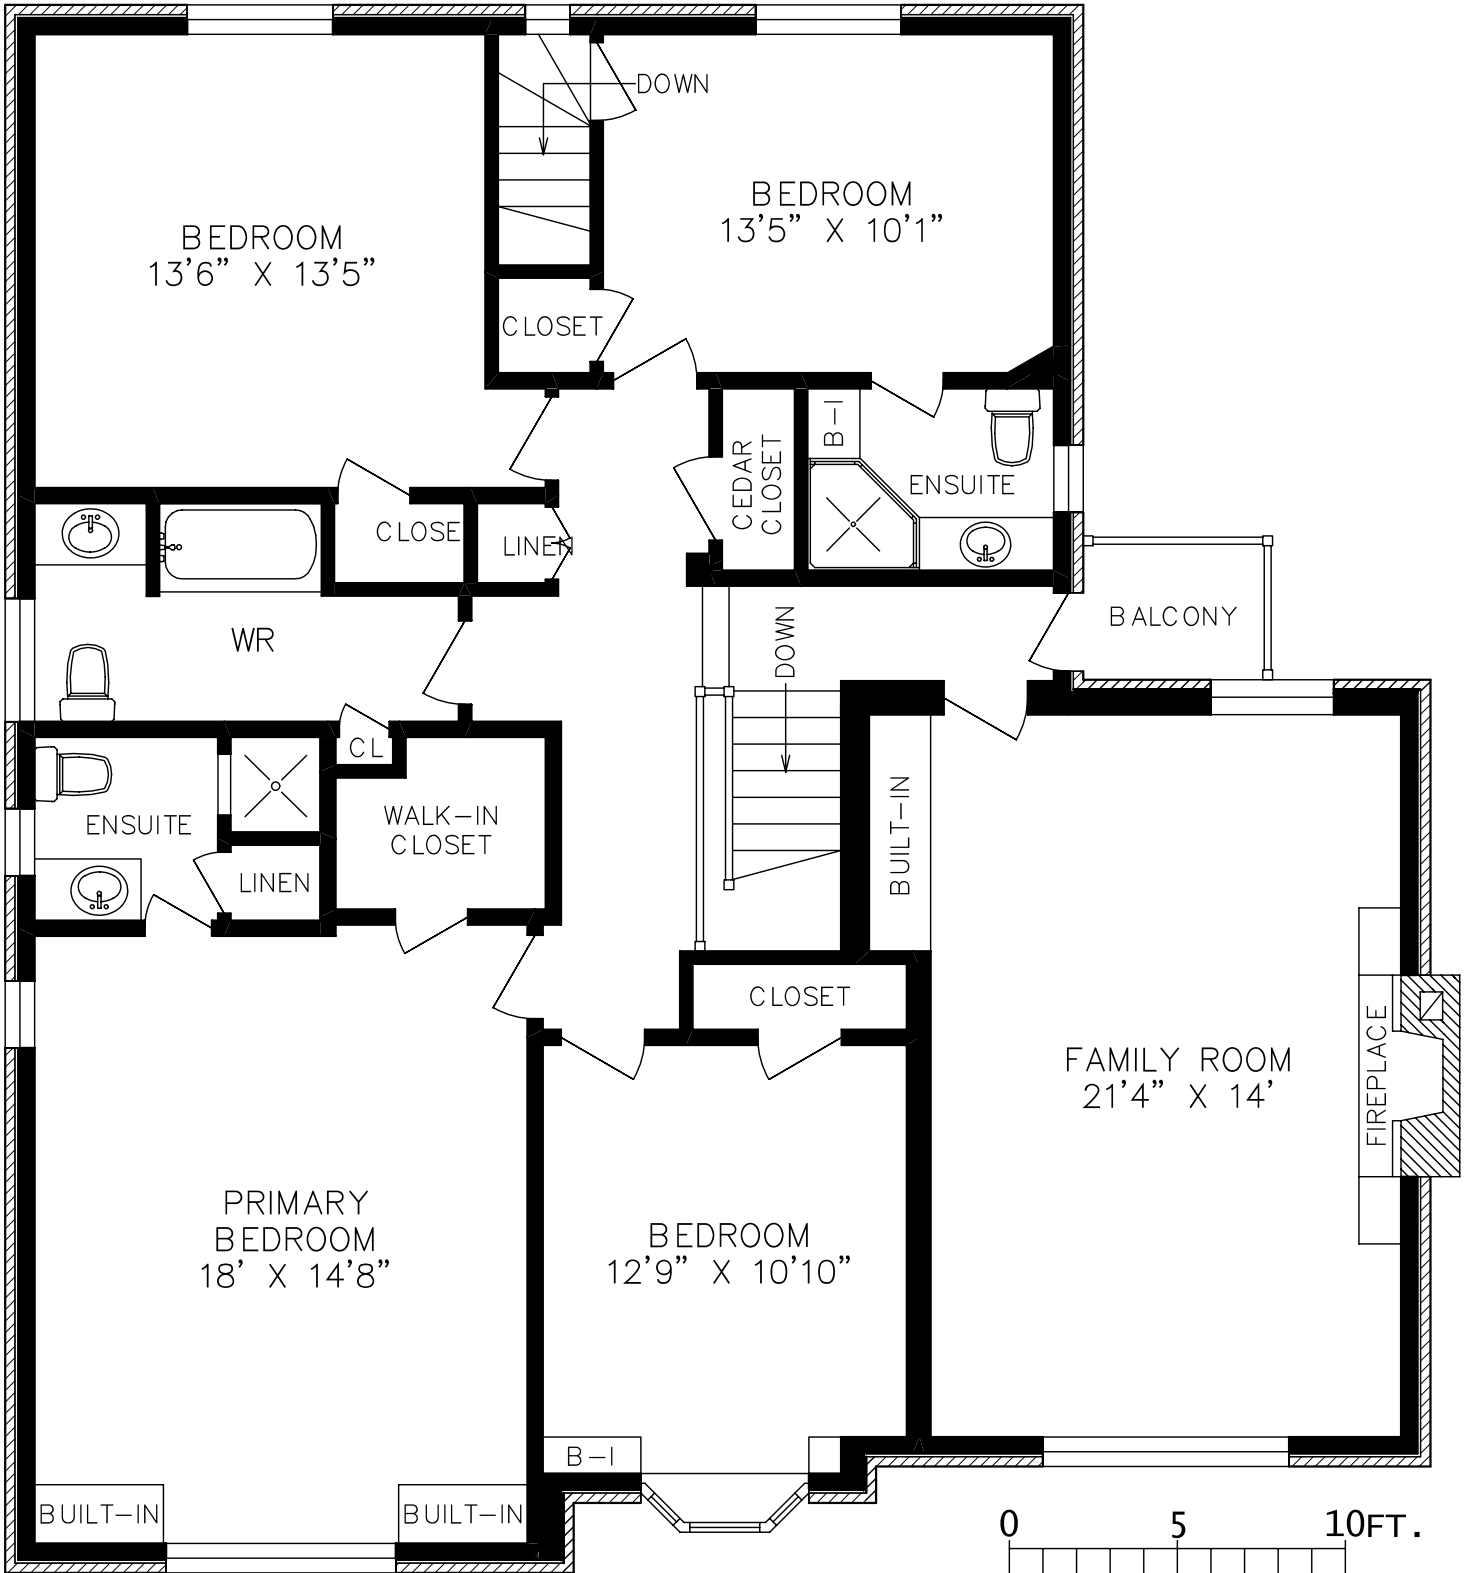 DOWN
BEDROOM
13'5" X 10'1"
BEDROOM
13'6" X 13'5"
CLOSET
B-I
CEDAR
CLOSET
ENSUITE
CLOSE
LINEN
DOWN
BALCONY
WR
CL
WALK-IN
CLOSET
ENSUITE
LINEN
BUILT-IN
CLOSET
FIREPLACE
FAMILY ROOM
21'4" X 14'
PRIMARY
BEDROOM
18' X 14'8"
BEDROOM
12'9" X 10'10"
B-I
BUILT-IN
BUILT-IN
0 5 10FT.